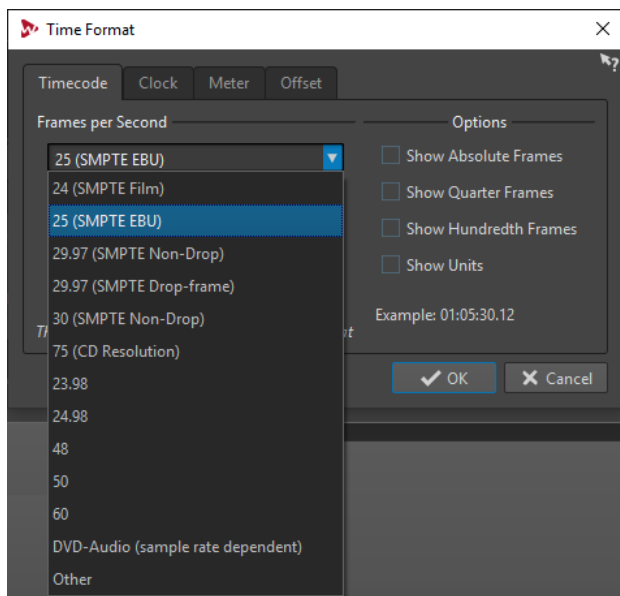 Time Format
Timecode Clock Meter Offset
Frames per Second
25 (SMPTE EBU)
24 (SMPTE Film)
25 (SMPTE EBU)
29.97 (SMPTE Non-Drop)
29.97 (SMPTE Drop-frame)
30 (SMPTE Non-Drop)
75 (CD Resolution)
23.98
24.98
48
50
60
DVD-Audio (sample rate dependent)
Other
Options
Show Absolute Frames
Show Quarter Frames
Show Hundredth Frames
Show Units
Example: 01:05:30.12
OK Cancel